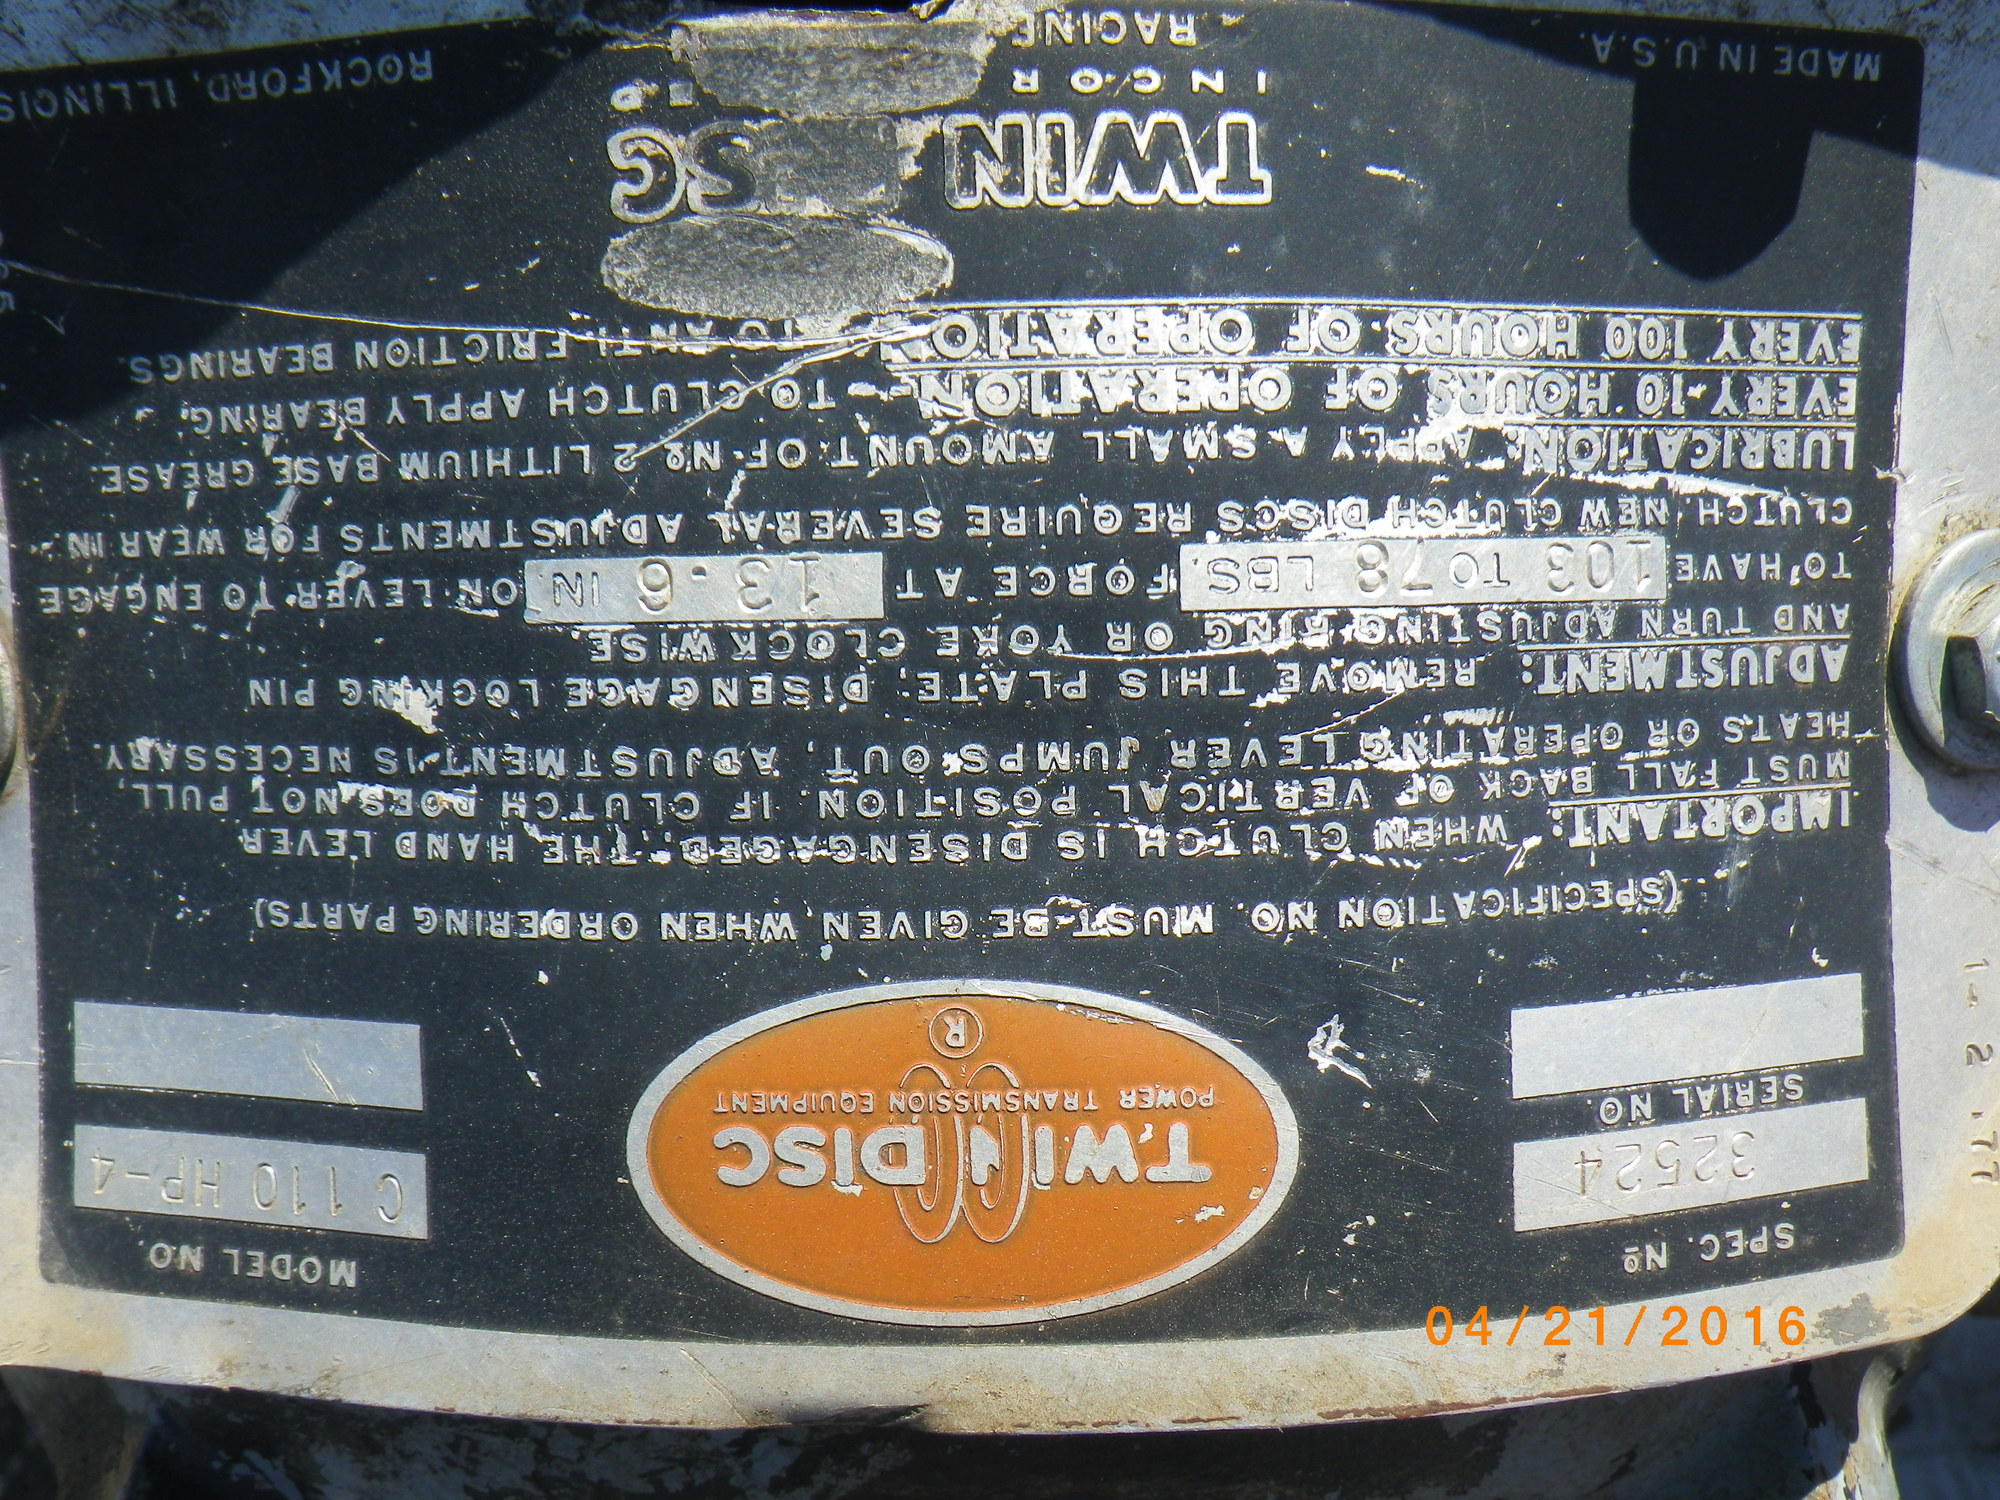 SPEC. Nº
MODEL NO.
32524
C 110 HP-4
TWIN DISC
POWER TRANSMISSION EQUIPMENT
®
SERIAL NO.
(SPECIFICATION NO. MUST BE GIVEN WHEN ORDERING PARTS)
IMPORTANT: WHEN CLUTCH IS DISENGAGED, THE HAND LEVER
MUST FALL BACK OF VERTICAL POSITION. IF CLUTCH DOES NOT PULL,
HEATS OR OPERATING LEVER JUMPS OUT, ADJUSTMENT IS NECESSARY.
ADJUSTMENT: REMOVE THIS PLATE; DISENGAGE LOCKING PIN
AND TURN ADJUSTING RING OR YOKE CLOCKWISE
TO HAVE 103 TO 78 LBS. FORCE AT 13.6 IN. ON LEVER TO ENGAGE
CLUTCH. NEW CLUTCH DISCS REQUIRE SEVERAL ADJUSTMENTS FOR WEAR IN.
LUBRICATION: APPLY A SMALL AMOUNT OF Nº 2 LITHIUM BASE GREASE.
EVERY 10 HOURS OF OPERATION- TO CLUTCH APPLY BEARING.
EVERY 100 HOURS OF OPERATION- TO ANTI-FRICTION BEARINGS.
TWIN
RACINE
MADE IN U.S.A.
ROCKFORD, ILLINOIS
04/21/2016